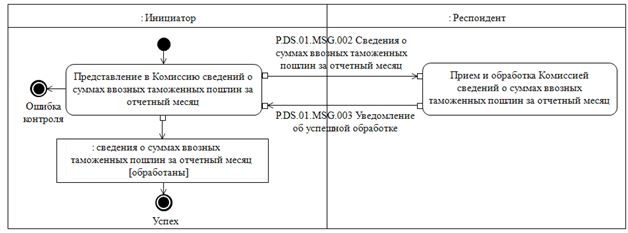 : Инициатор
: Респондент
P.DS.01.MSG.002 Сведения о
суммах ввозных таможенных
пошлин за отчетный месяц
Представление в Комиссию сведений о
суммах ввозных таможенных пошлин за
отчетный месяц
Прием и обработка Комиссией
сведений о суммах ввозных
таможенных пошлин за отчетный месяц
Ошибка
контроля
P.DS.01.MSG.003 Уведомление
об успешной обработке
: сведения о суммах ввозных
таможенных пошлин за отчетный месяц
[обработаны]
Успех